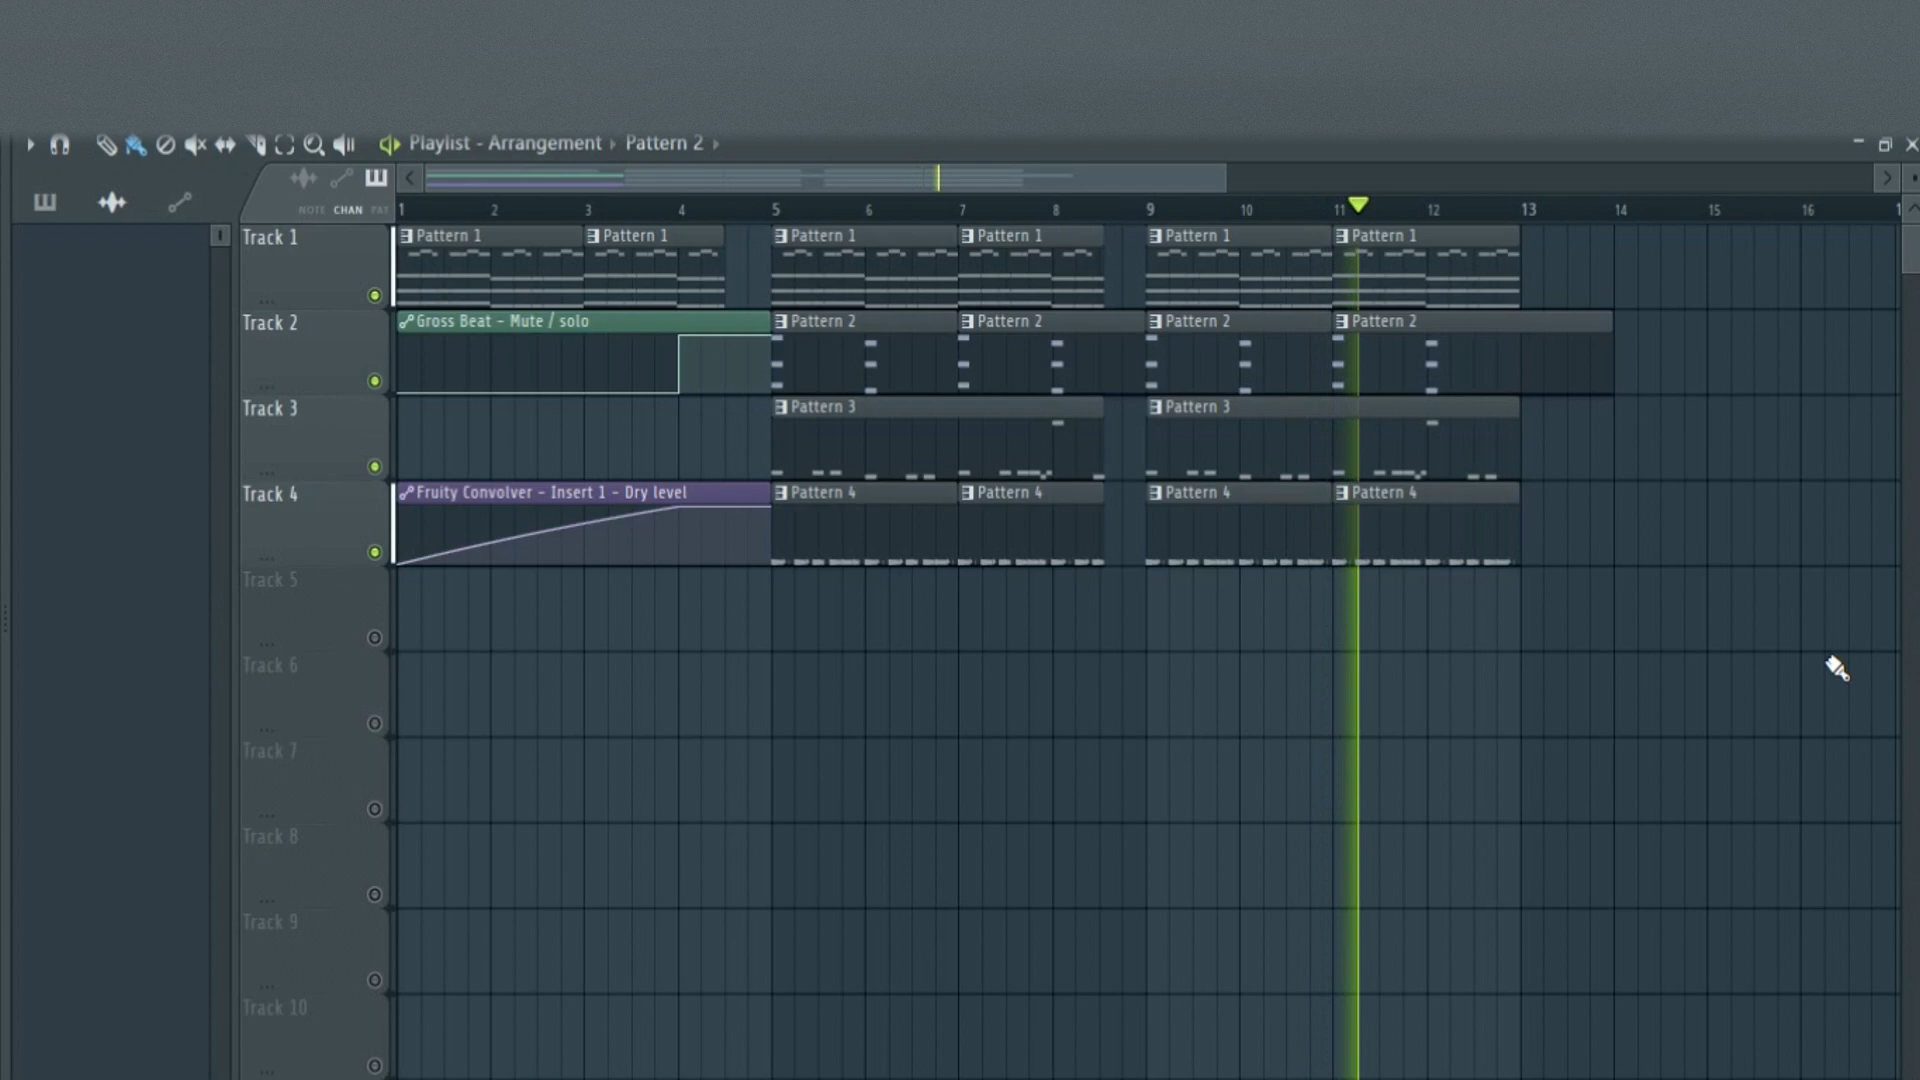 Playlist - Arrangement › Pattern 2 ›
NOTE CHAN PAT
1 2 3 4 5 6 7 8 9 10 11 12 13 14 15 16 1
Track 1
Pattern 1 Pattern 1 Pattern 1 Pattern 1 Pattern 1 Pattern 1
...
Track 2
Gross Beat - Mute / solo Pattern 2 Pattern 2 Pattern 2 Pattern 2
...
Track 3
Pattern 3 Pattern 3
...
Track 4
Fruity Convolver - Insert 1 - Dry level Pattern 4 Pattern 4 Pattern 4 Pattern 4
...
Track 5
...
Track 6
...
Track 7
...
Track 8
...
Track 9
...
Track 10
...